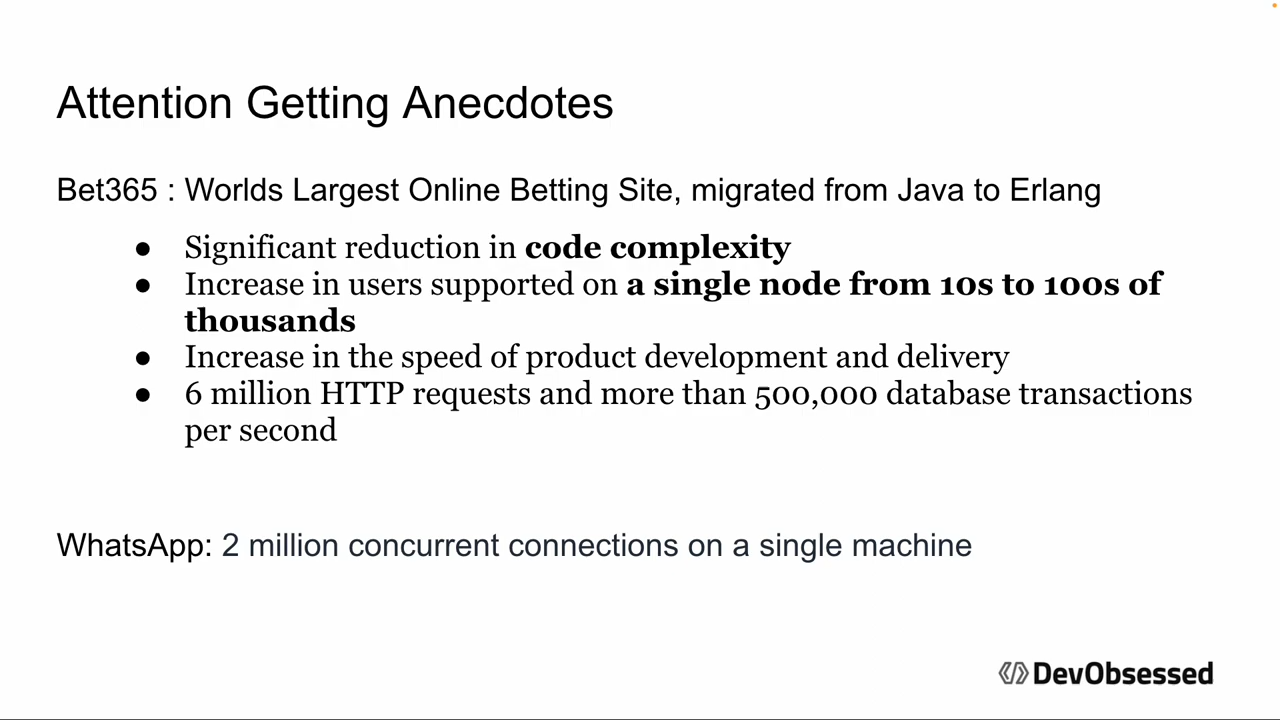 Attention Getting Anecdotes
Bet365 : Worlds Largest Online Betting Site, migrated from Java to Erlang
● Significant reduction in code complexity
● Increase in users supported on a single node from 10s to 100s of
thousands
● Increase in the speed of product development and delivery
● 6 million HTTP requests and more than 500,000 database transactions
per second
WhatsApp: 2 million concurrent connections on a single machine
DevObsessed